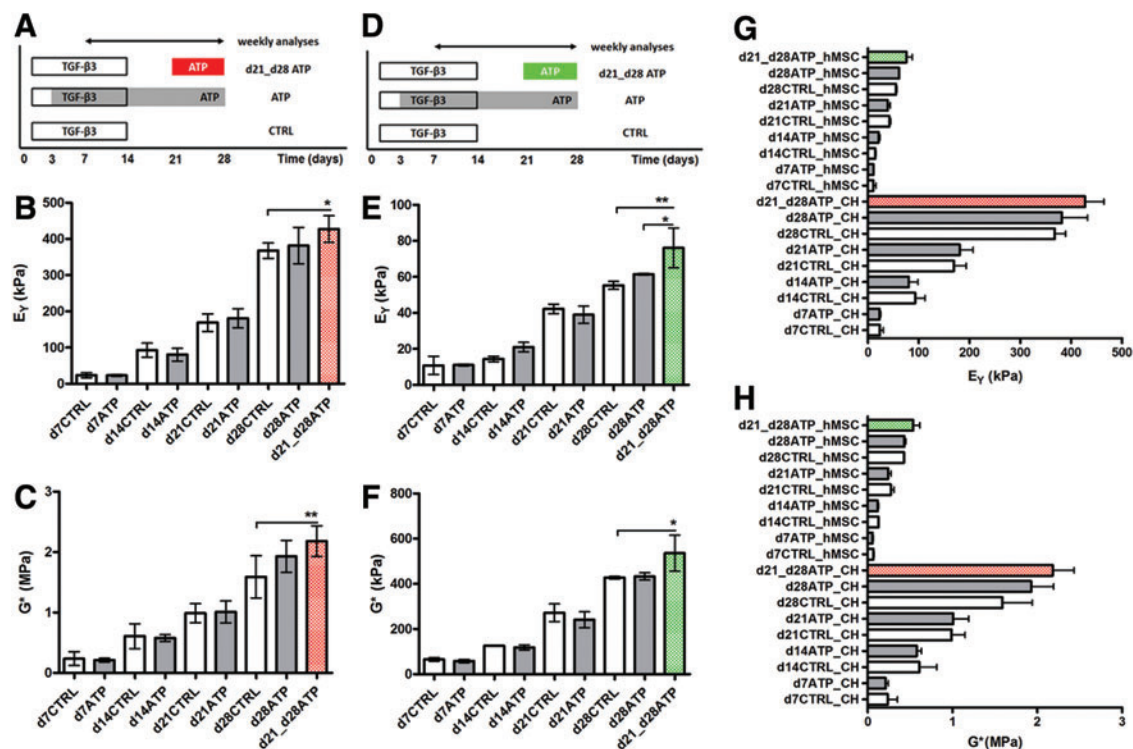 A
weekly analyses
TGF-β3
ATP
d21_d28 ATP
TGF-β3
ATP
ATP
TGF-β3
CTRL
0 3 7 14 21 28 Time (days)
D
weekly analyses
TGF-β3
ATP
d21_d28 ATP
TGF-β3
ATP
ATP
TGF-β3
CTRL
0 3 7 14 21 28 Time (days)
B
EY (kPa)
500
400
300
200
100
0
*
d7CTRL
d7ATP
d14CTRL
d14ATP
d21CTRL
d21ATP
d28CTRL
d28ATP
d21_d28ATP
E
EY (kPa)
100
80
60
40
20
0
**
*
d7CTRL
d7ATP
d14CTRL
d14ATP
d21CTRL
d21ATP
d28CTRL
d28ATP
d21_d28ATP
C
G* (MPa)
3
2
1
0
**
d7CTRL
d7ATP
d14CTRL
d14ATP
d21CTRL
d21ATP
d28CTRL
d28ATP
d21_d28ATP
F
G* (kPa)
800
600
400
200
0
*
d7CTRL
d7ATP
d14CTRL
d14ATP
d21CTRL
d21ATP
d28CTRL
d28ATP
d21_d28ATP
G
d21_d28ATP_hMSC
d28ATP_hMSC
d28CTRL_hMSC
d21ATP_hMSC
d21CTRL_hMSC
d14ATP_hMSC
d14CTRL_hMSC
d7ATP_hMSC
d7CTRL_hMSC
d21_d28ATP_CH
d28ATP_CH
d28CTRL_CH
d21ATP_CH
d21CTRL_CH
d14ATP_CH
d14CTRL_CH
d7ATP_CH
d7CTRL_CH
0 100 200 300 400 500
EY (kPa)
H
d21_d28ATP_hMSC
d28ATP_hMSC
d28CTRL_hMSC
d21ATP_hMSC
d21CTRL_hMSC
d14ATP_hMSC
d14CTRL_hMSC
d7ATP_hMSC
d7CTRL_hMSC
d21_d28ATP_CH
d28ATP_CH
d28CTRL_CH
d21ATP_CH
d21CTRL_CH
d14ATP_CH
d14CTRL_CH
d7ATP_CH
d7CTRL_CH
0 1 2 3
G*(MPa)